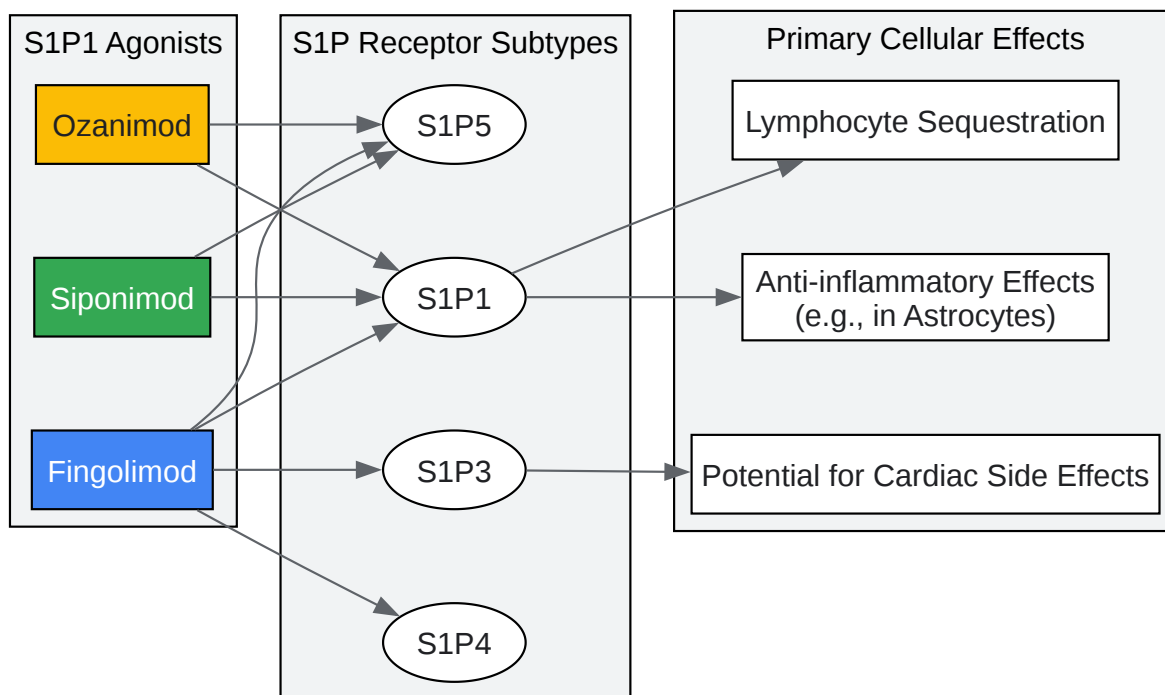 S1P1 Agonists
Ozanimod
Siponimod
Fingolimod
S1P Receptor Subtypes
S1P5
S1P1
S1P3
S1P4
Primary Cellular Effects
Lymphocyte Sequestration
Anti-inflammatory Effects
(e.g., in Astrocytes)
Potential for Cardiac Side Effects